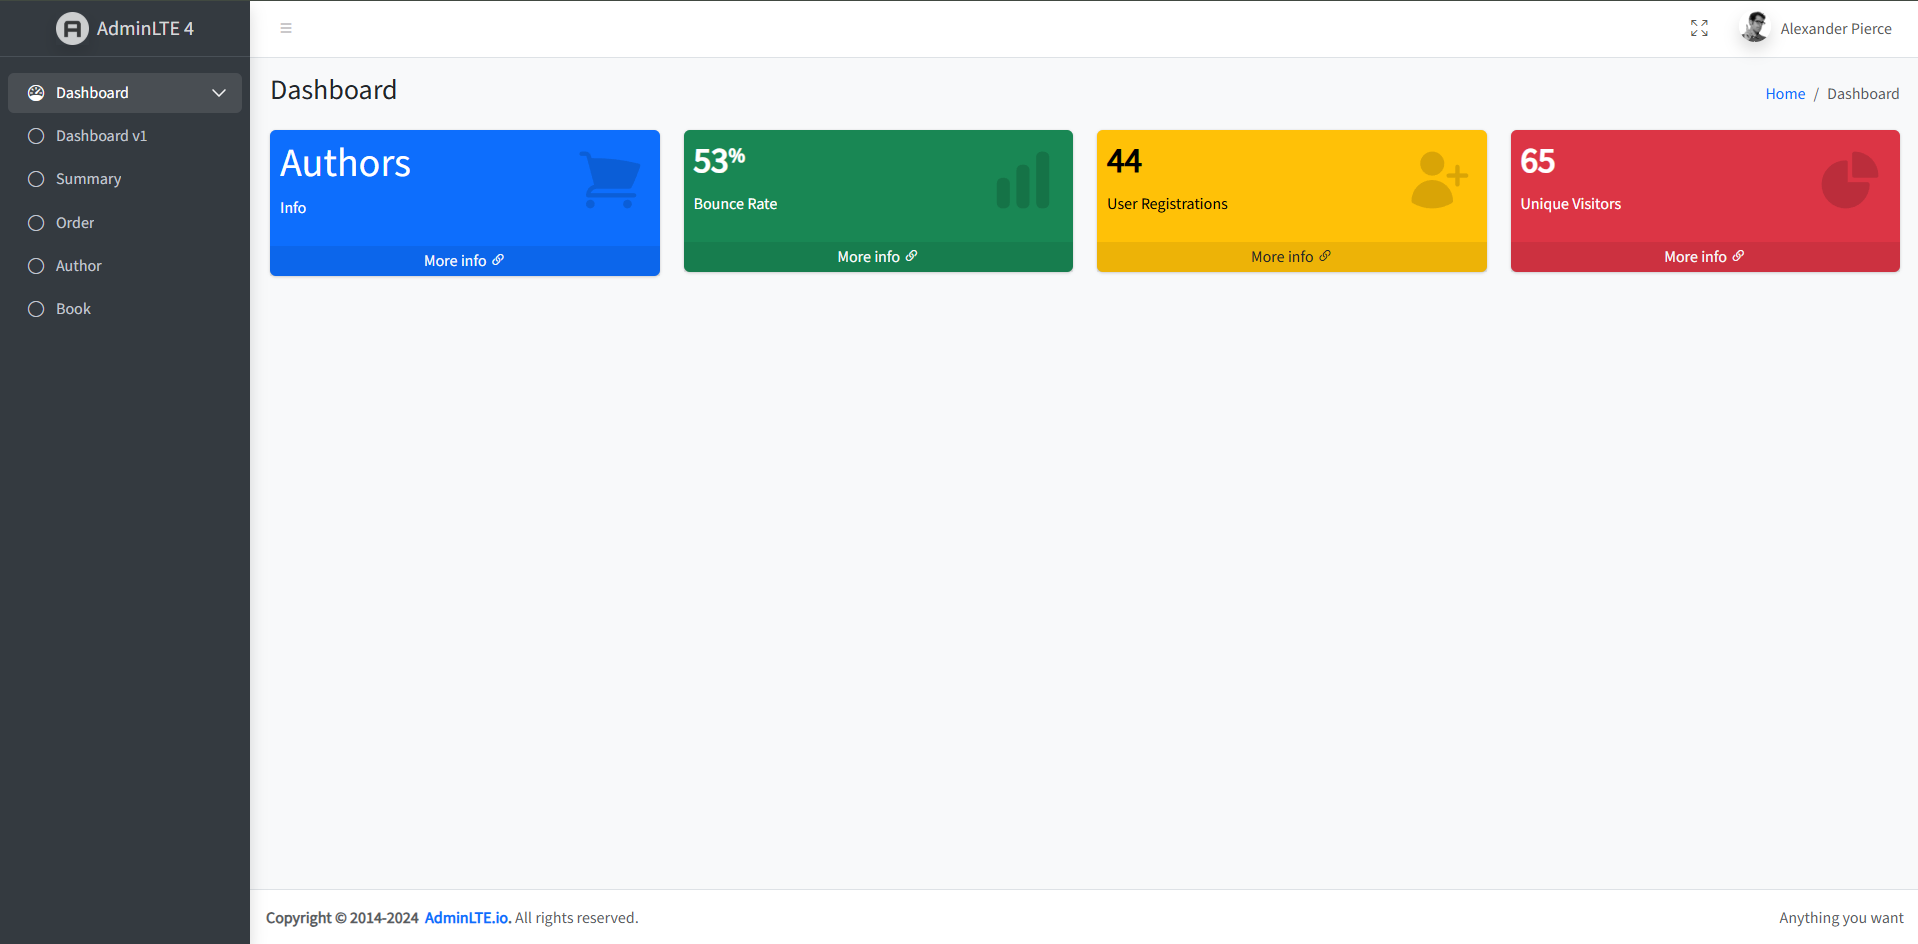 AdminLTE 4
Alexander Pierce
Dashboard
Dashboard v1
Summary
Order
Author
Book
Dashboard
Home / Dashboard
Authors
Info
More info
53%
Bounce Rate
More info
44
User Registrations
More info
65
Unique Visitors
More info
Copyright © 2014-2024 AdminLTE.io. All rights reserved.
Anything you want